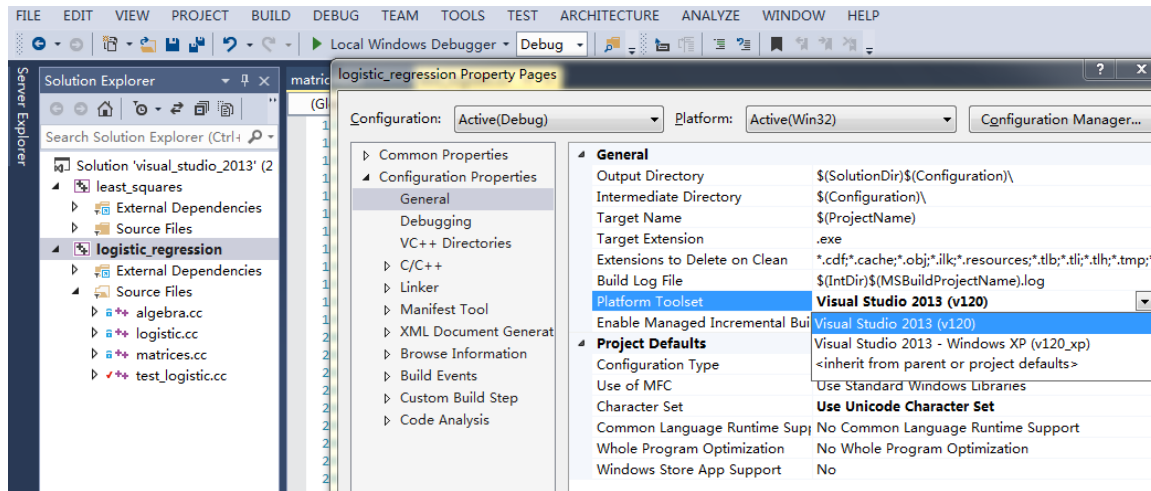 FILE EDIT VIEW PROJECT BUILD DEBUG TEAM TOOLS TEST ARCHITECTURE ANALYZE WINDOW HELP
Local Windows Debugger Debug
Server Explorer
Solution Explorer
Search Solution Explorer (Ctrl+
Solution 'visual_studio_2013' (2
least_squares
External Dependencies
Source Files
logistic_regression
External Dependencies
Source Files
algebra.cc
logistic.cc
matrices.cc
test_logistic.cc
matric
(Gl
logistic_regression Property Pages
? x
Configuration: Active(Debug) Platform: Active(Win32) Configuration Manager...
Common Properties
Configuration Properties
General
Debugging
VC++ Directories
C/C++
Linker
Manifest Tool
XML Document Generat
Browse Information
Build Events
Custom Build Step
Code Analysis
General
Output Directory $(SolutionDir)$(Configuration)\
Intermediate Directory $(Configuration)\
Target Name $(ProjectName)
Target Extension .exe
Extensions to Delete on Clean *.cdf;*.cache;*.obj;*.ilk;*.resources;*.tlb;*.tli;*.tlh;*.tmp;*
Build Log File $(IntDir)$(MSBuildProjectName).log
Platform Toolset Visual Studio 2013 (v120)
Enable Managed Incremental Bui Visual Studio 2013 (v120)
Visual Studio 2013 - Windows XP (v120_xp)
<inherit from parent or project defaults>
Project Defaults
Configuration Type
Use of MFC Use Standard Windows Libraries
Character Set Use Unicode Character Set
Common Language Runtime Supp No Common Language Runtime Support
Whole Program Optimization No Whole Program Optimization
Windows Store App Support No